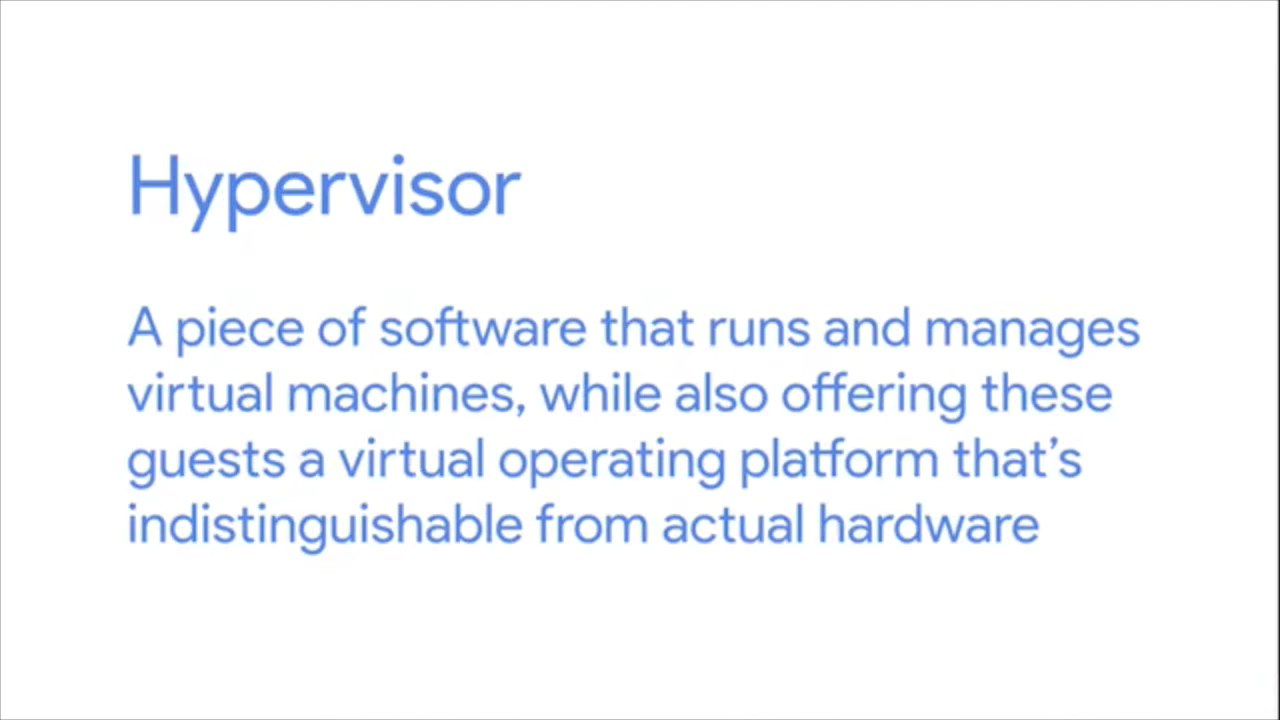 Hypervisor
A piece of software that runs and manages
virtual machines, while also offering these
guests a virtual operating platform that’s
indistinguishable from actual hardware